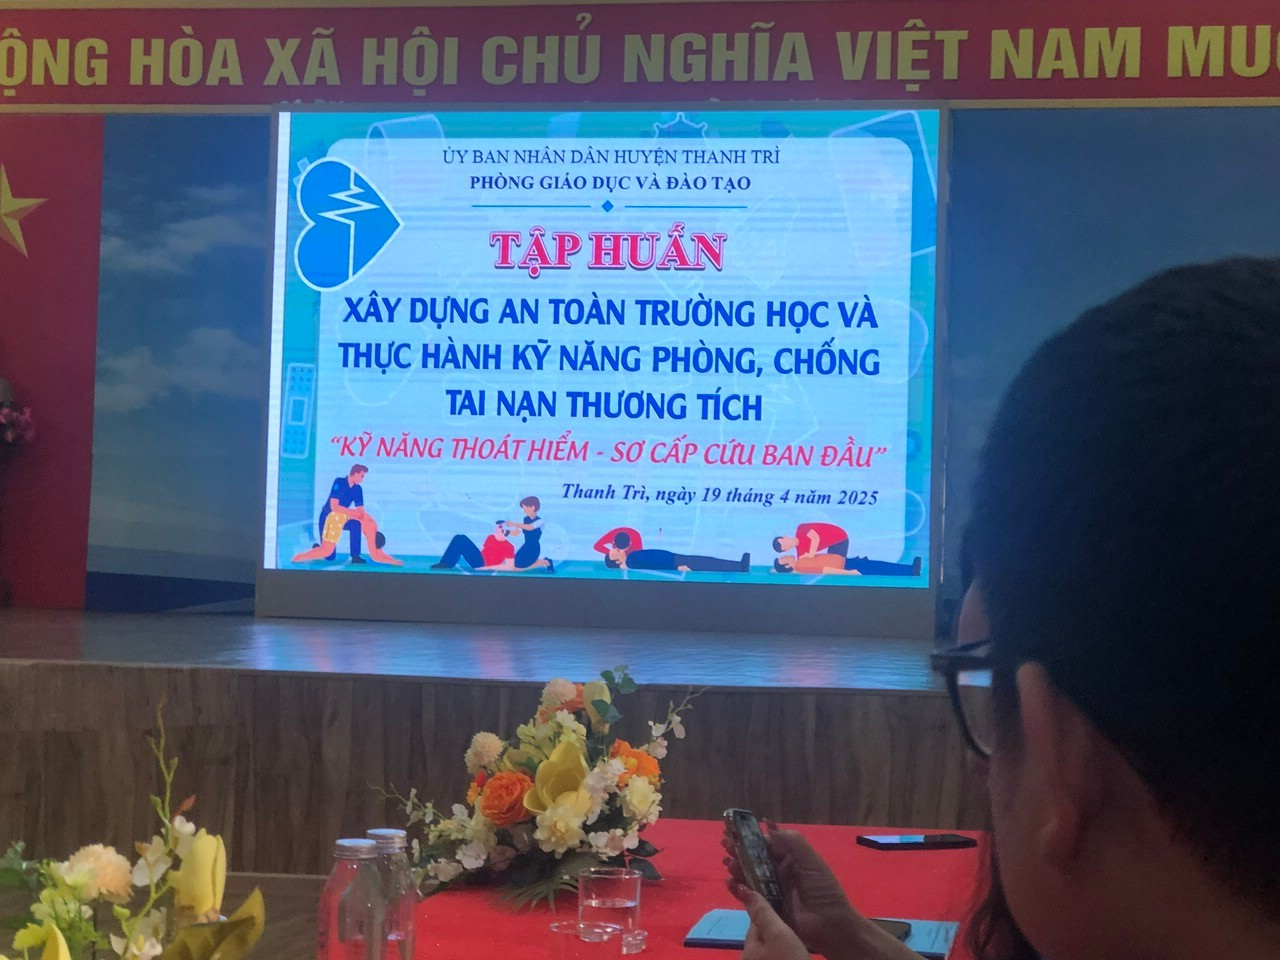 ỘNG HÒA XÃ HỘI CHỦ NGHĨA VIỆT NAM MUÔ
ỦY BAN NHÂN DÂN HUYỆN THANH TRÌ
PHÒNG GIÁO DỤC VÀ ĐÀO TẠO
TẬP HUẤN
XÂY DỰNG AN TOÀN TRƯỜNG HỌC VÀ
THỰC HÀNH KỸ NĂNG PHÒNG, CHỐNG
TAI NẠN THƯƠNG TÍCH
“KỸ NĂNG THOÁT HIỂM - SƠ CẤP CỨU BAN ĐẦU”
Thanh Trì, ngày 19 tháng 4 năm 2025